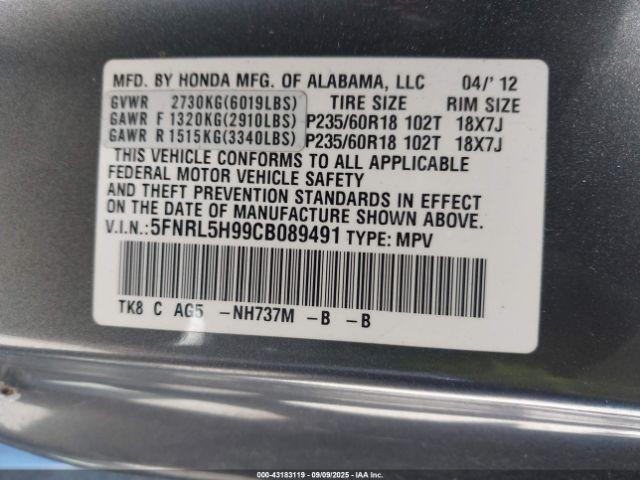 MFD. BY HONDA MFG. OF ALABAMA, LLC 04/'12
GVWR 2730KG(6019LBS) TIRE SIZE RIM SIZE
GAWR F 1320KG(2910LBS) P235/60R18 102T 18X7J
GAWR R 1515KG(3340LBS) P235/60R18 102T 18X7J
THIS VEHICLE CONFORMS TO ALL APPLICABLE
FEDERAL MOTOR VEHICLE SAFETY
AND THEFT PREVENTION STANDARDS IN EFFECT
ON THE DATE OF MANUFACTURE SHOWN ABOVE.
V.I.N.:5FNRL5H99CB089491 TYPE: MPV
TK8 C AG5 -NH737M -B -B
000-43183119 - 09/09/2025 - IAAI.COM